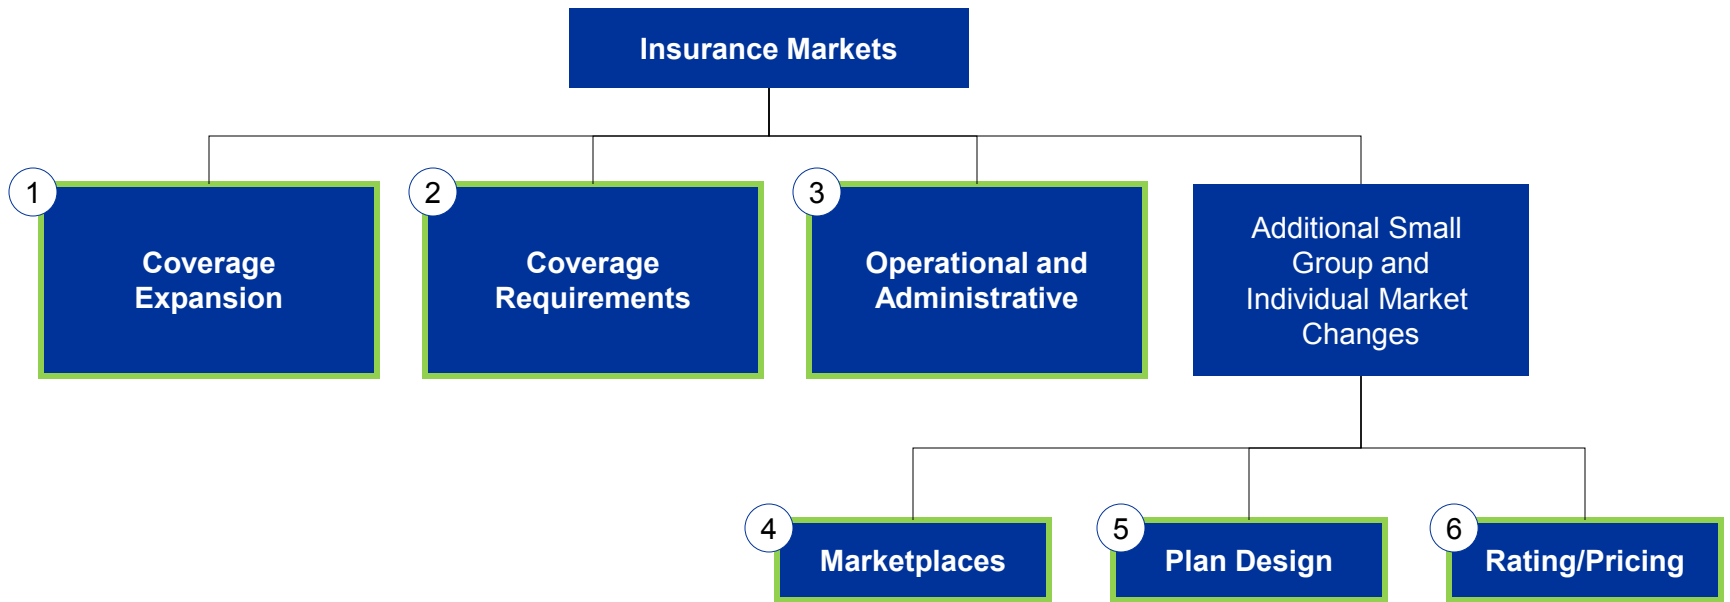 Insurance Markets
1
Coverage
Expansion
2
Coverage
Requirements
3
Operational and
Administrative
Additional Small
Group and
Individual Market
Changes
4
Marketplaces
5
Plan Design
6
Rating/Pricing